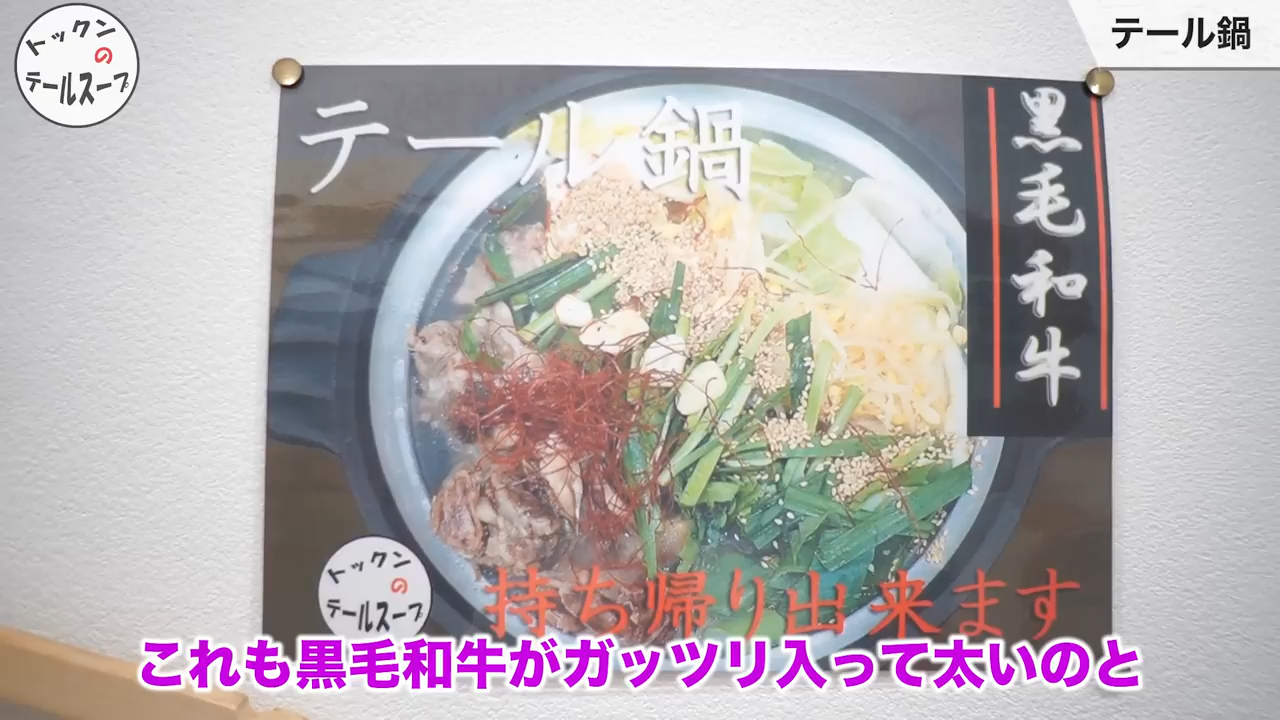 トックン
の
テールスープ
テール鍋
テール鍋
黒毛和牛
トックン
の
テールスープ
持ち帰り出来ます
これも黒毛和牛がガッツリ入って太いのと